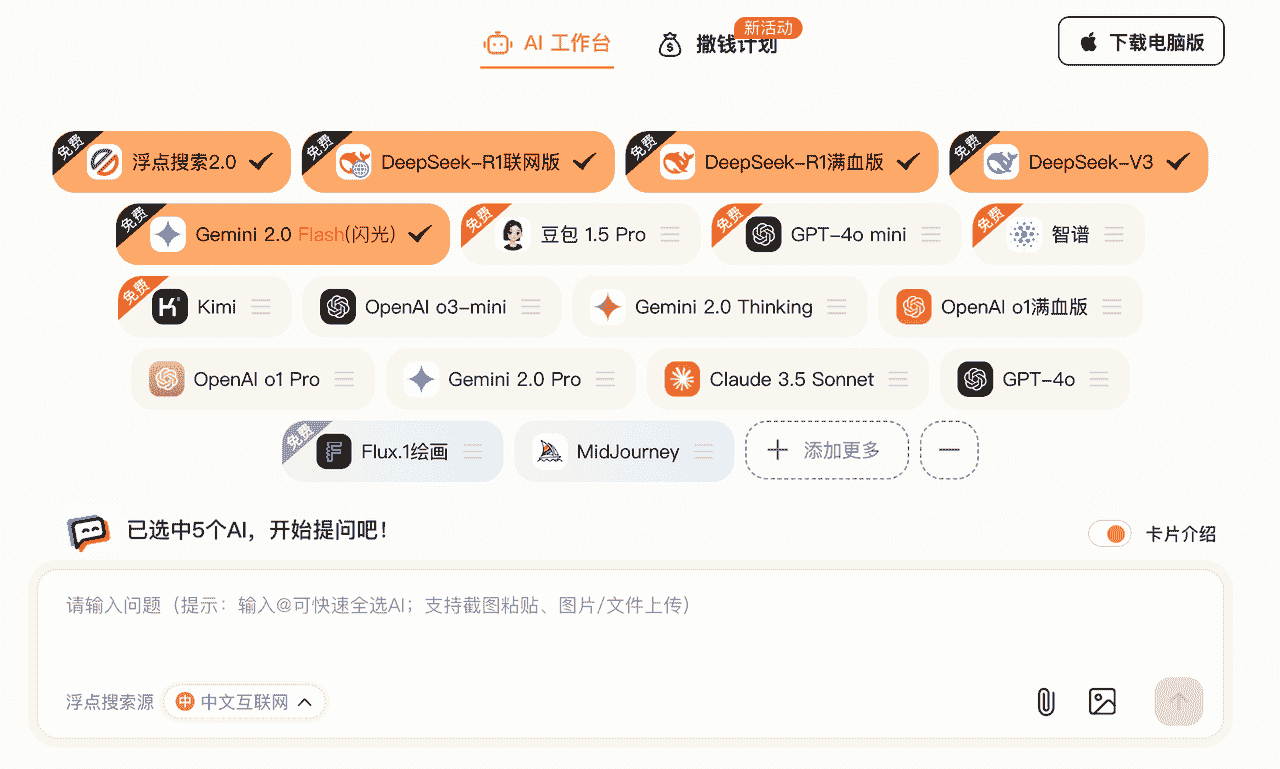 AI 工作台
撒钱计划
新活动
下载电脑版
免费 浮点搜索2.0
免费 DeepSeek-R1联网版
免费 DeepSeek-R1满血版
免费 DeepSeek-V3
免费 Gemini 2.0 Flash(闪光)
免费 豆包 1.5 Pro
免费 GPT-4o mini
免费 智谱
免费 Kimi
OpenAI o3-mini
Gemini 2.0 Thinking
OpenAI o1满血版
OpenAI o1 Pro
Gemini 2.0 Pro
Claude 3.5 Sonnet
GPT-4o
免费 Flux.1绘画
MidJourney
添加更多
已选中5个AI，开始提问吧！
卡片介绍
请输入问题（提示：输入@可快速全选AI；支持截图粘贴、图片/文件上传）
浮点搜索源
中 中文互联网